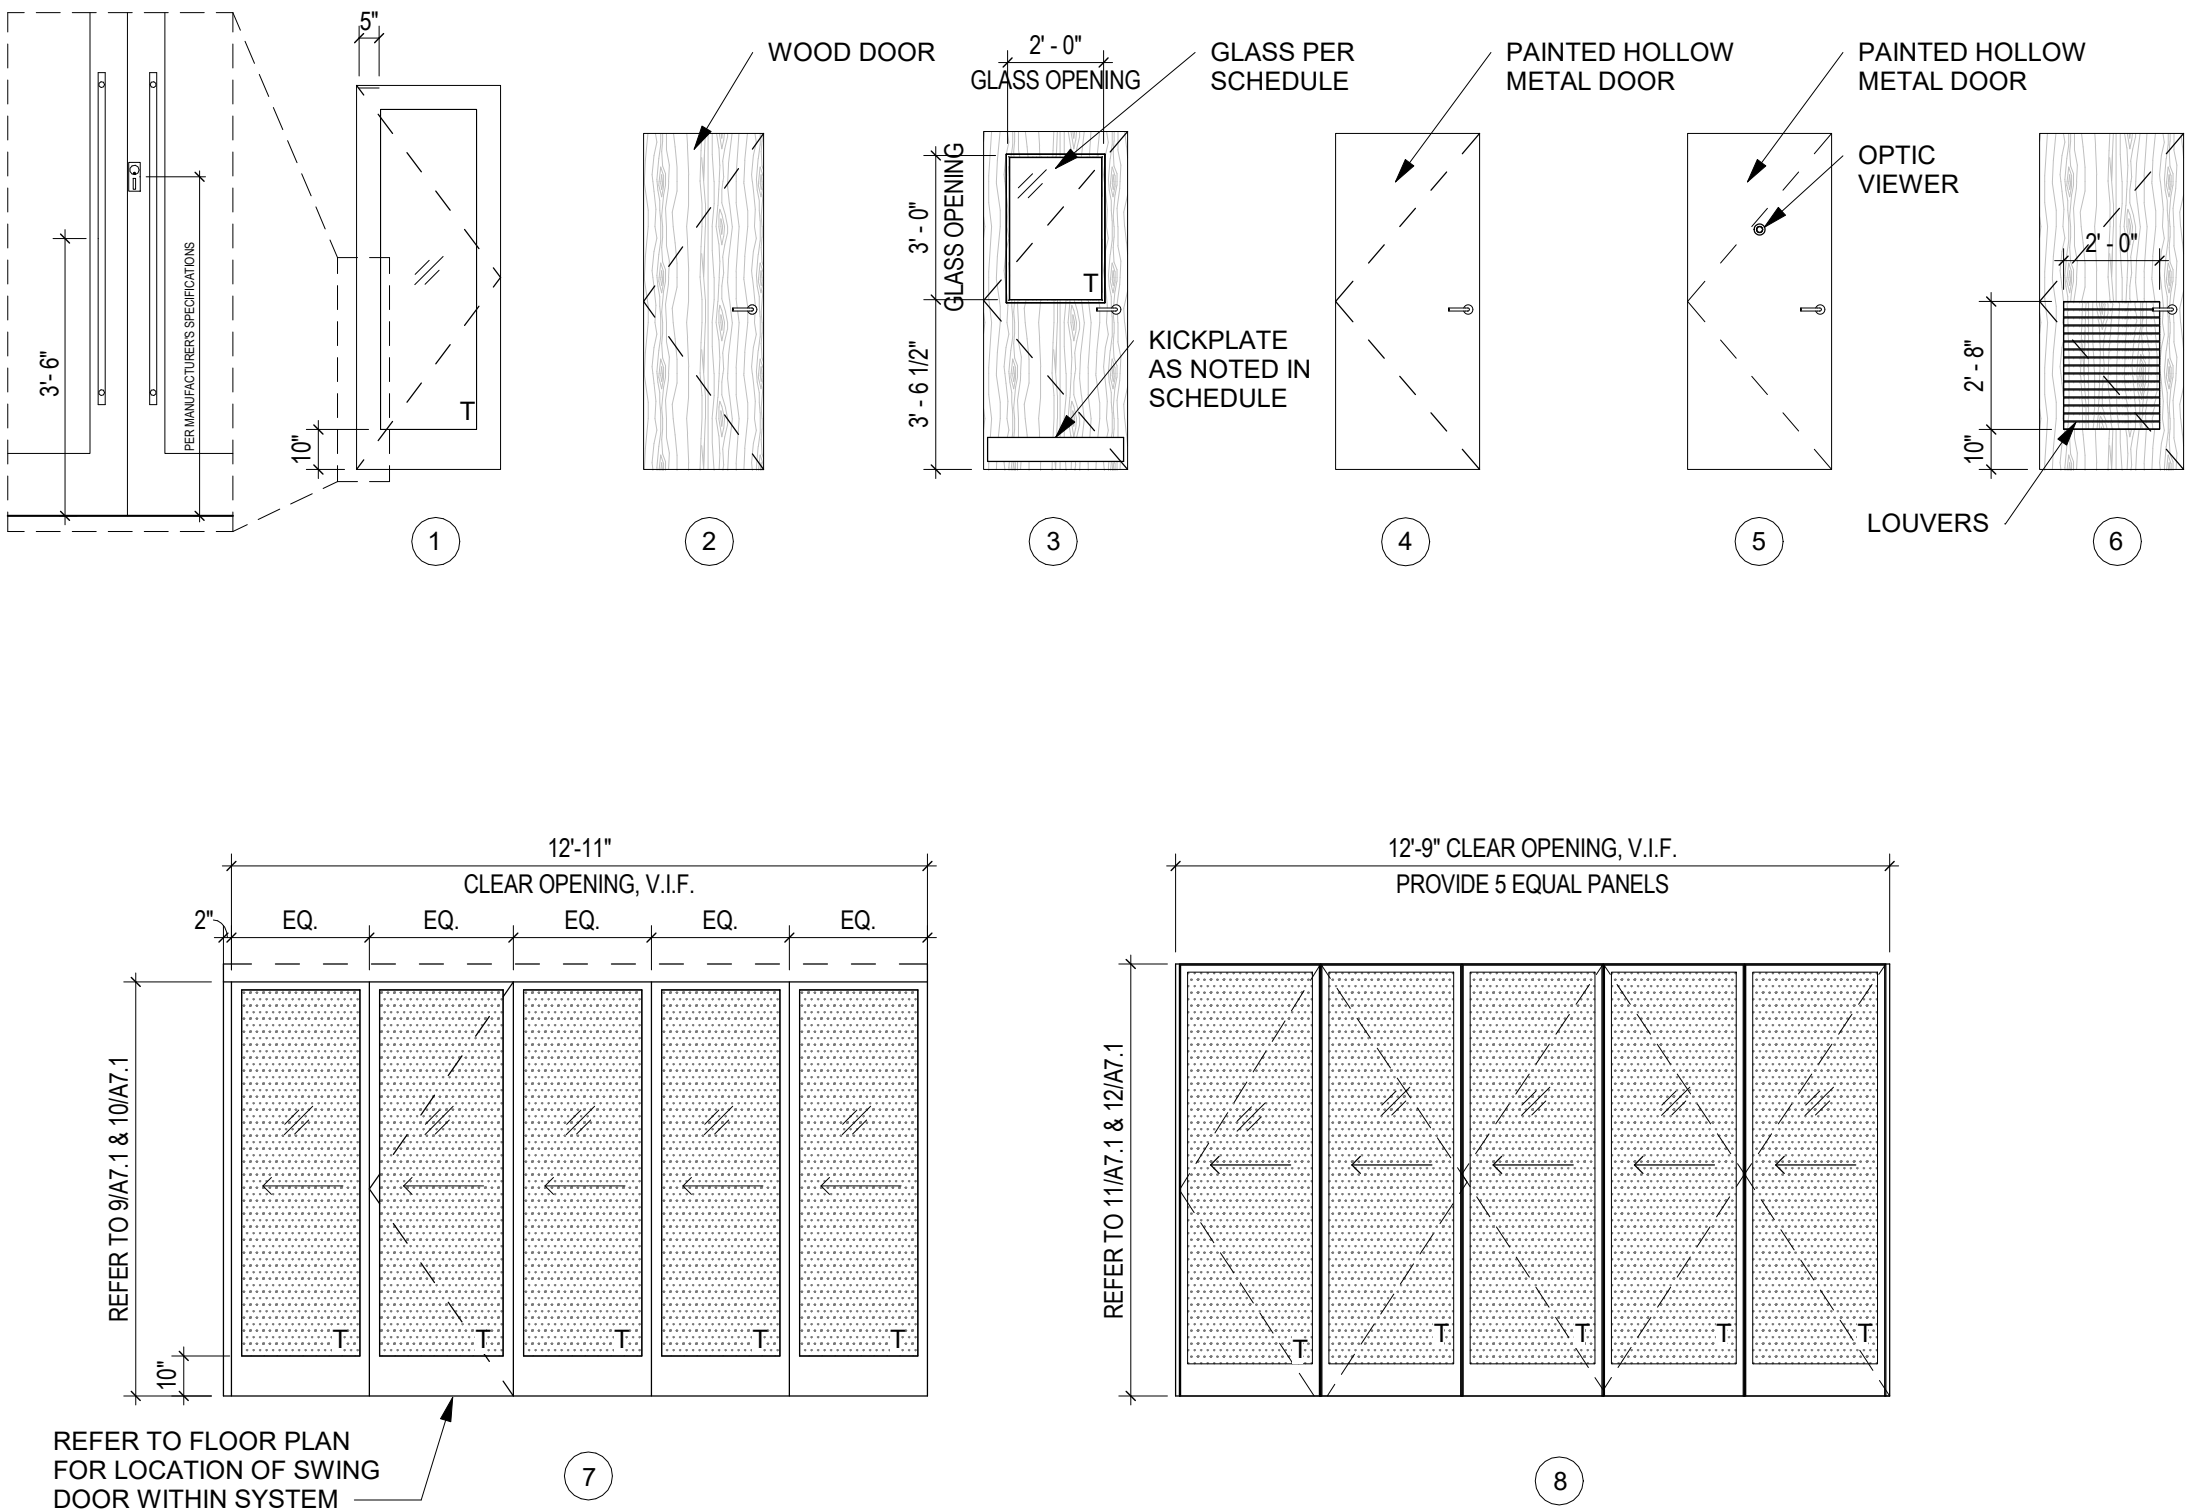 5"
3'- 6"
PER MANUFACTURERS SPECIFICATIONS
10"
T
1
WOOD DOOR
2
2' - 0"
GLASS OPENING
GLASS PER
SCHEDULE
3' - 0"
GLASS OPENING
T
3' - 6 1/2"
KICKPLATE
AS NOTED IN
SCHEDULE
3
PAINTED HOLLOW
METAL DOOR
4
PAINTED HOLLOW
METAL DOOR
OPTIC
VIEWER
5
2' - 0"
2' - 8"
10"
LOUVERS
6
12'-11"
CLEAR OPENING, V.I.F.
2"
EQ.
EQ.
EQ.
EQ.
EQ.
REFER TO 9/A7.1 & 10/A7.1
T
T
T
T
T
10"
REFER TO FLOOR PLAN
FOR LOCATION OF SWING
DOOR WITHIN SYSTEM
7
12'-9" CLEAR OPENING, V.I.F.
PROVIDE 5 EQUAL PANELS
REFER TO 11/A7.1 & 12/A7.1
T
T
T
T
T
8